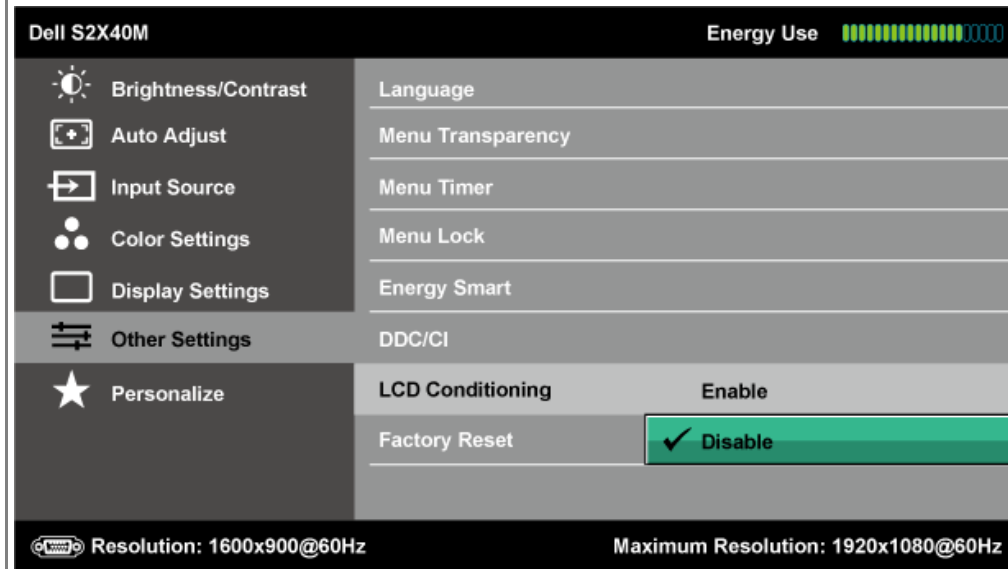 Dell S2X40M Energy Use
Brightness/Contrast
Auto Adjust
Input Source
Color Settings
Display Settings
Other Settings
Personalize
Language
Menu Transparency
Menu Timer
Menu Lock
Energy Smart
DDC/CI
LCD Conditioning Enable
Factory Reset Disable
Resolution: 1600x900@60Hz Maximum Resolution: 1920x1080@60Hz